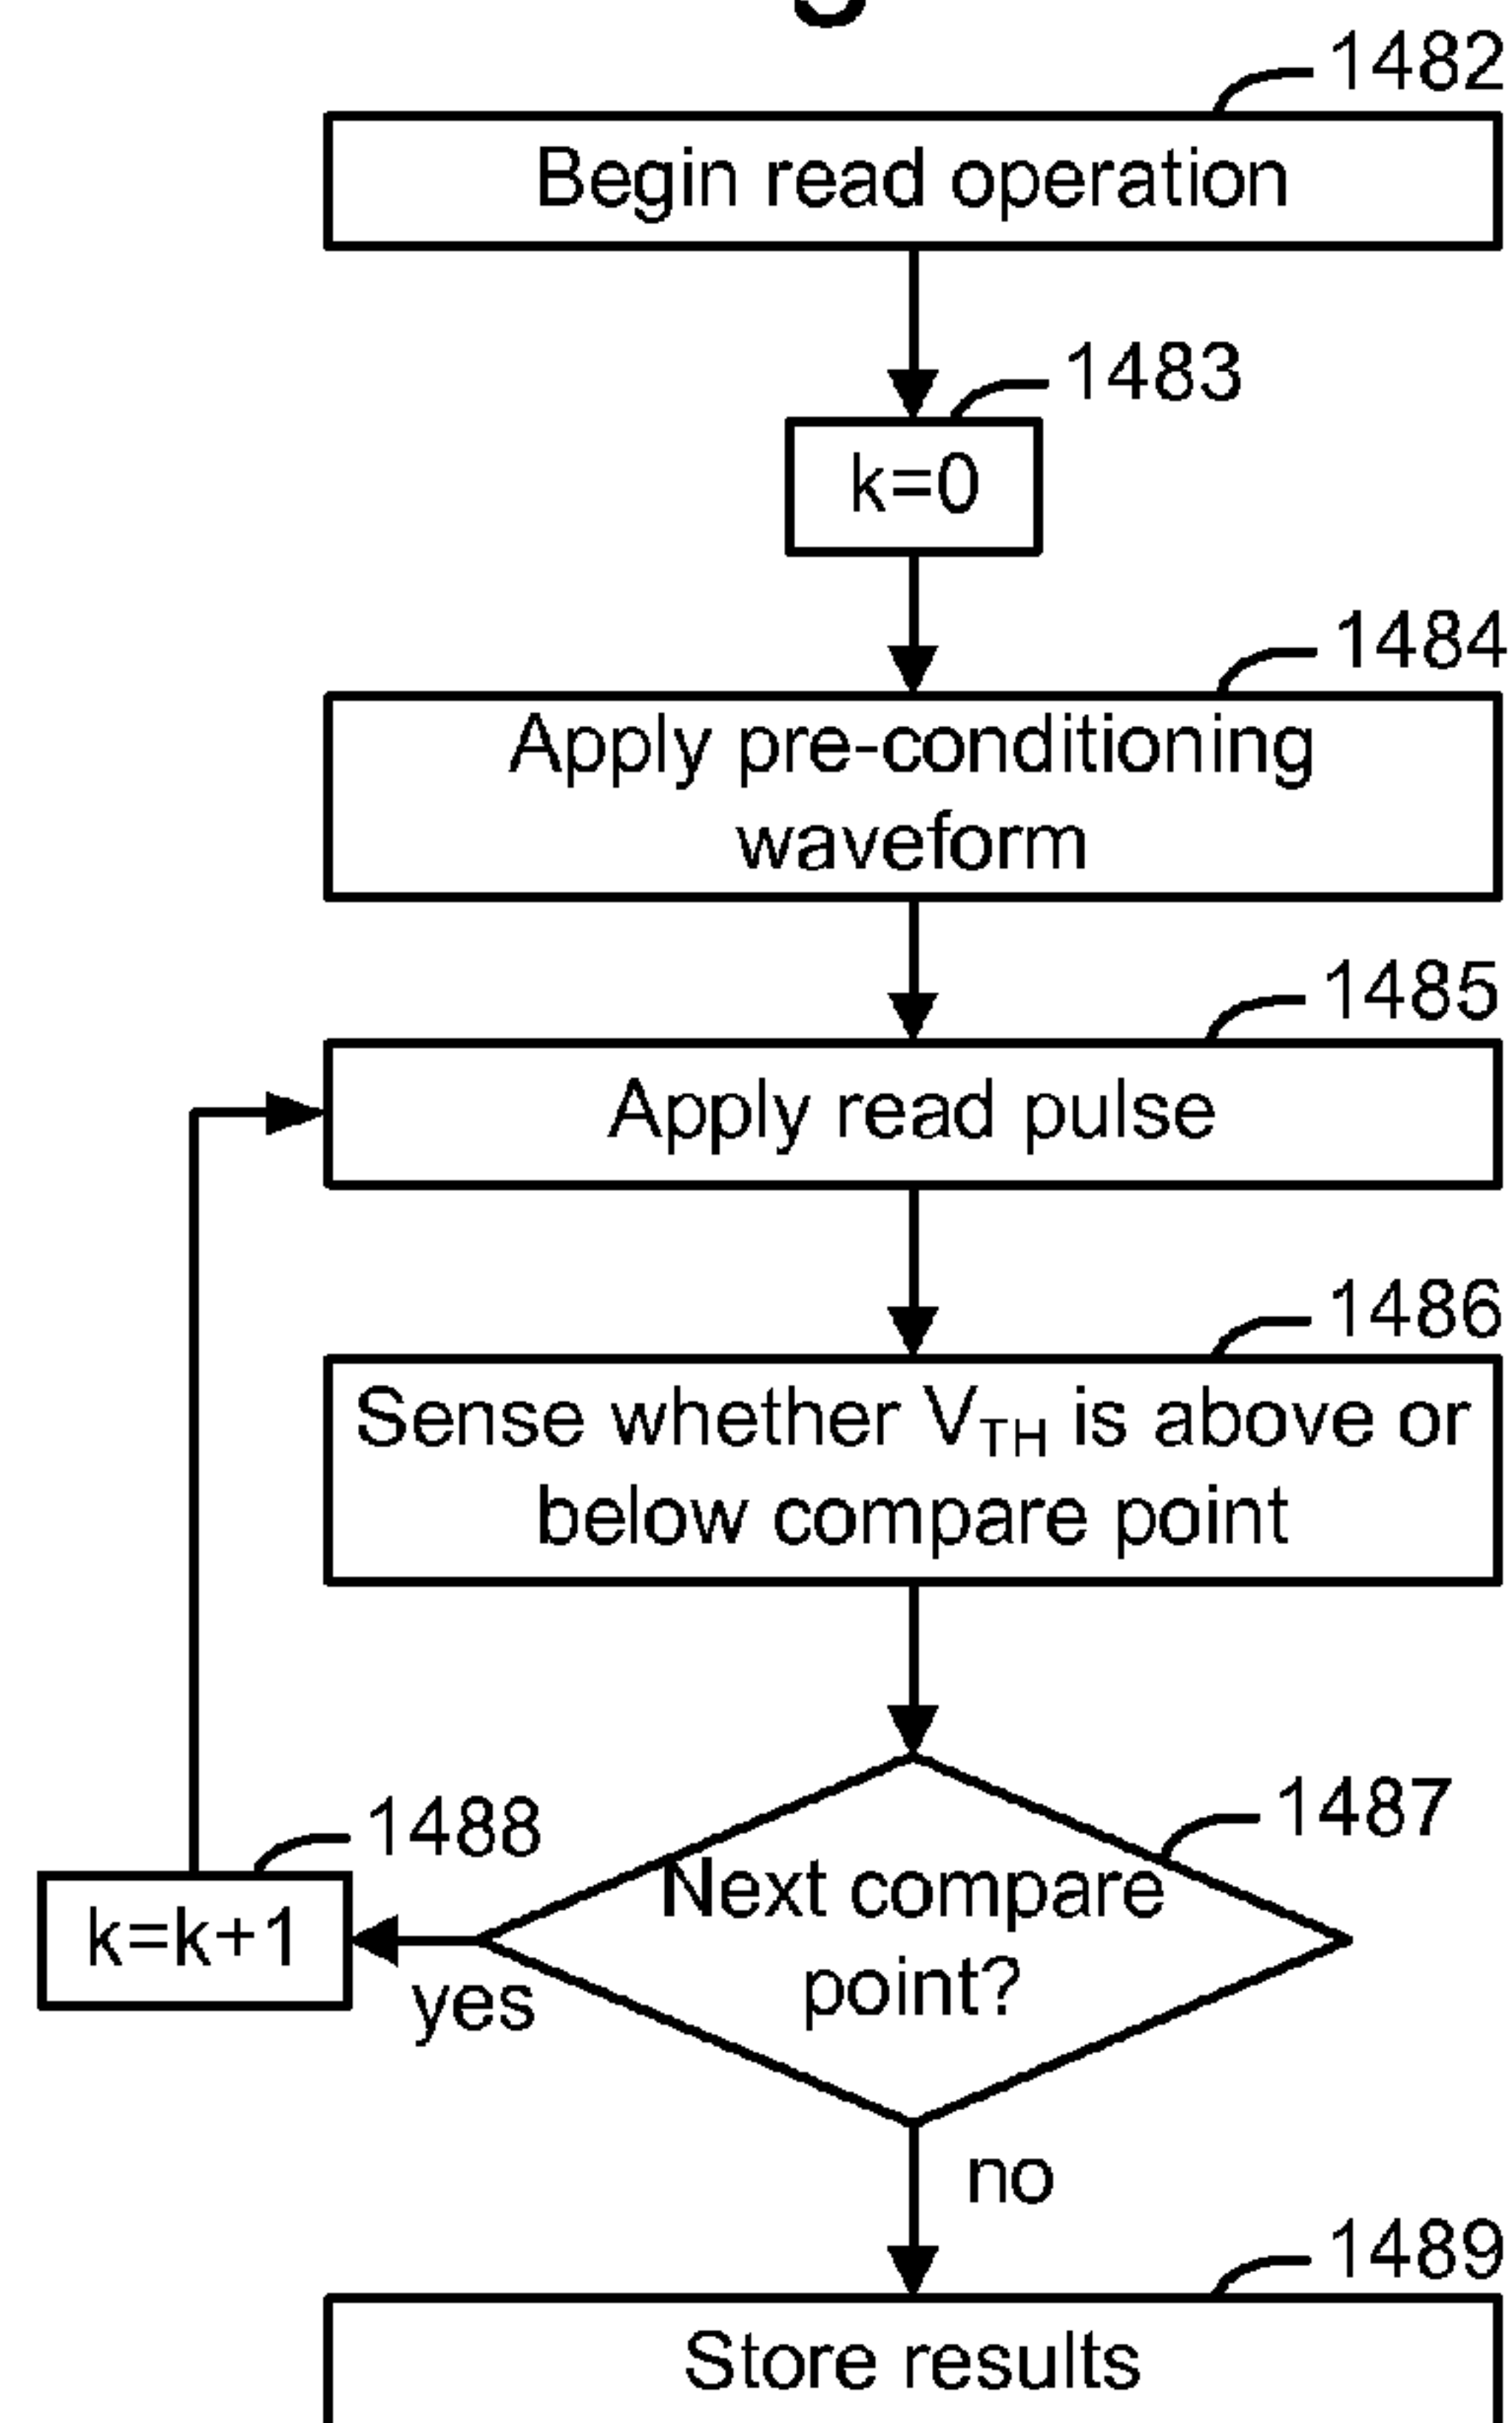 1482
Begin read operation
1483
k=0
1484
Apply pre-conditioning
waveform
1485
Apply read pulse
1486
Sense whether VTH is above or
below compare point
1487
Next compare
point?
1488
k=k+1
yes
no
1489
Store results